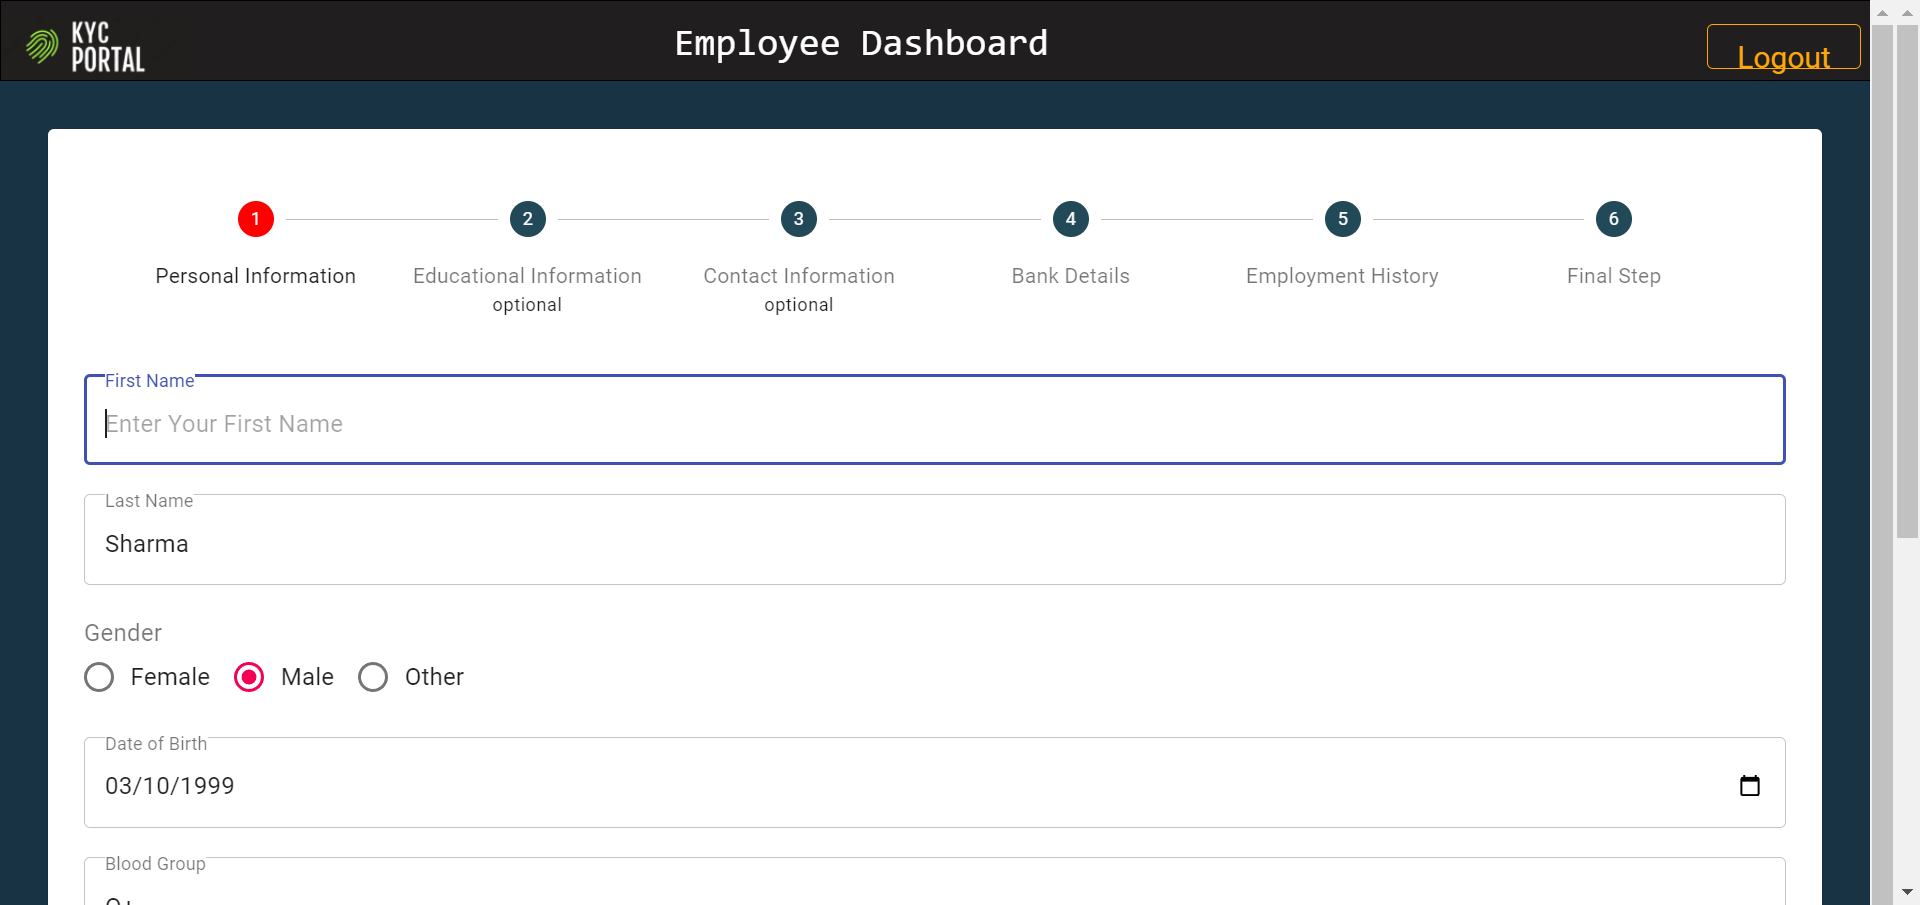 KYC
PORTAL
Employee Dashboard
Logout
1
2
3
4
5
6
Personal Information
Educational Information
optional
Contact Information
optional
Bank Details
Employment History
Final Step
First Name
Enter Your First Name
Last Name
Sharma
Gender
Female
Male
Other
Date of Birth
03/10/1999
Blood Group